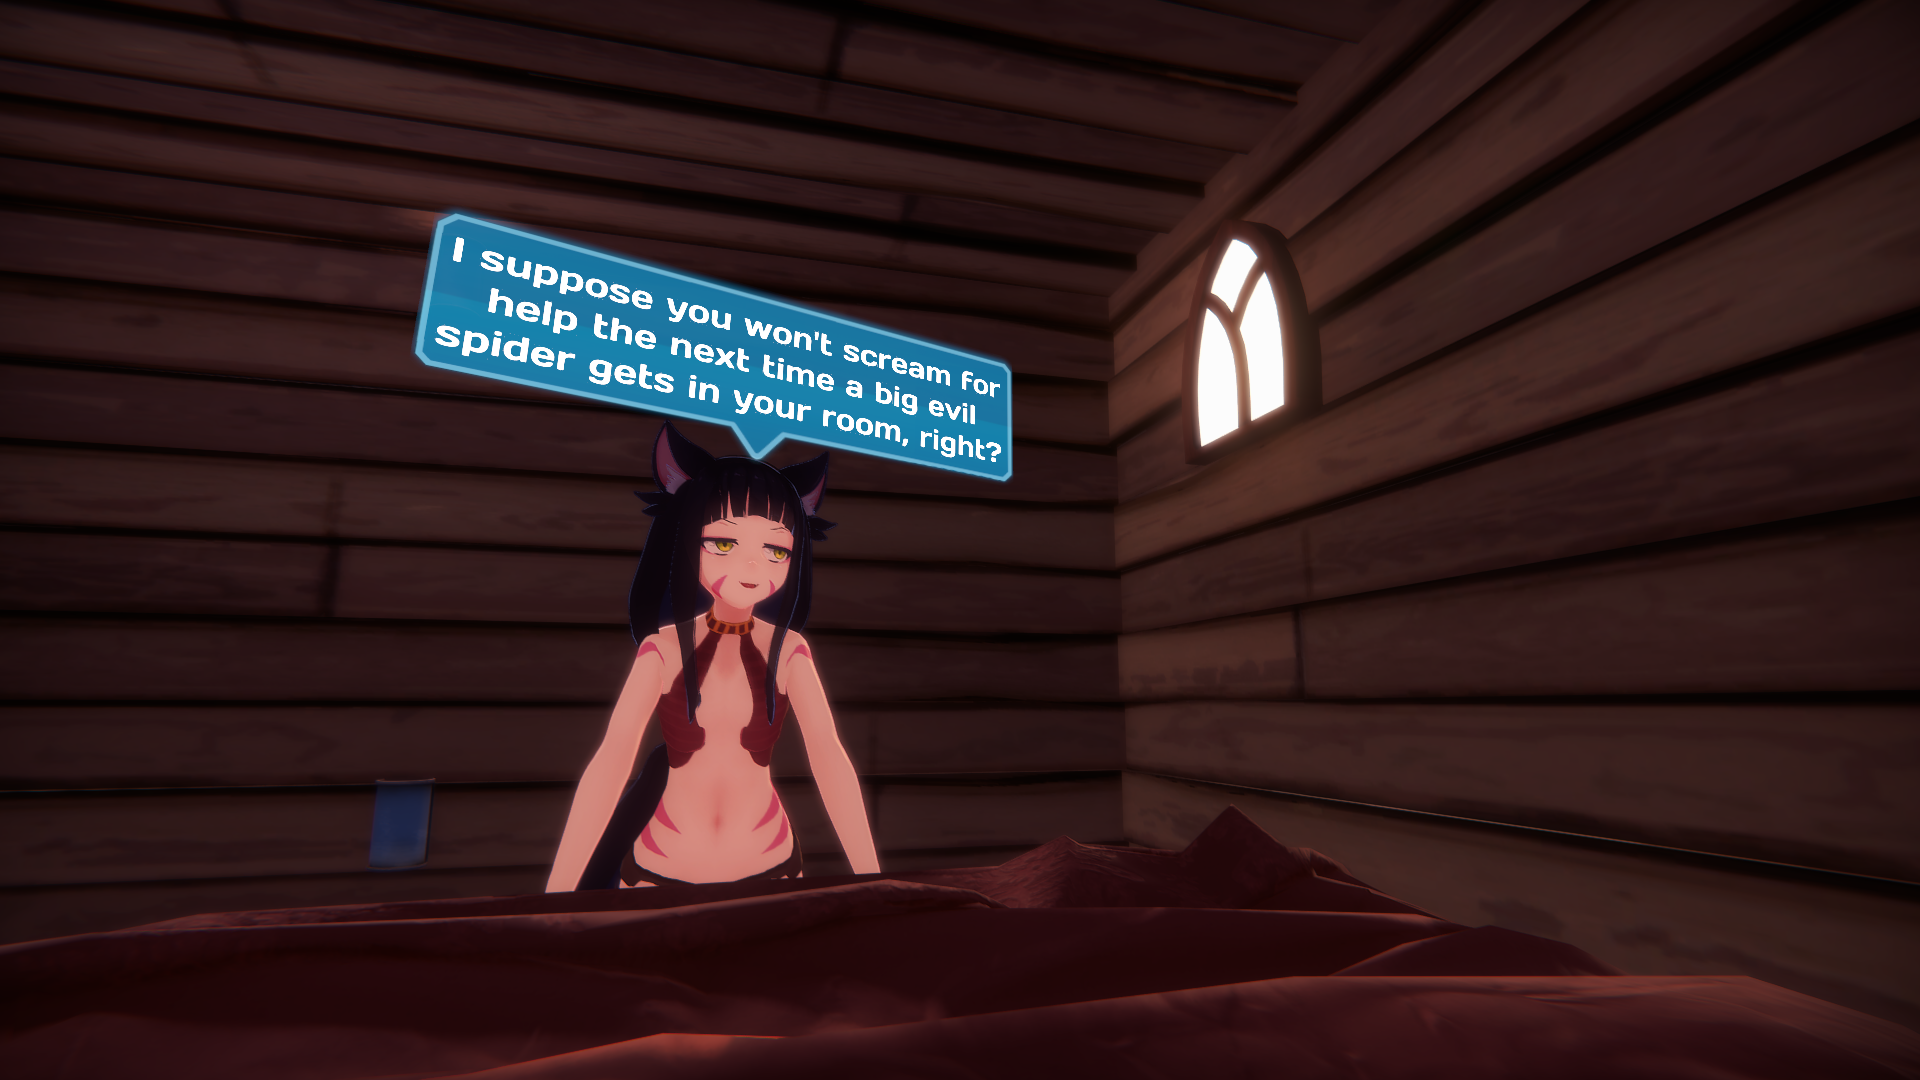 I suppose you won't scream for
help the next time a big evil
spider gets in your room, right?